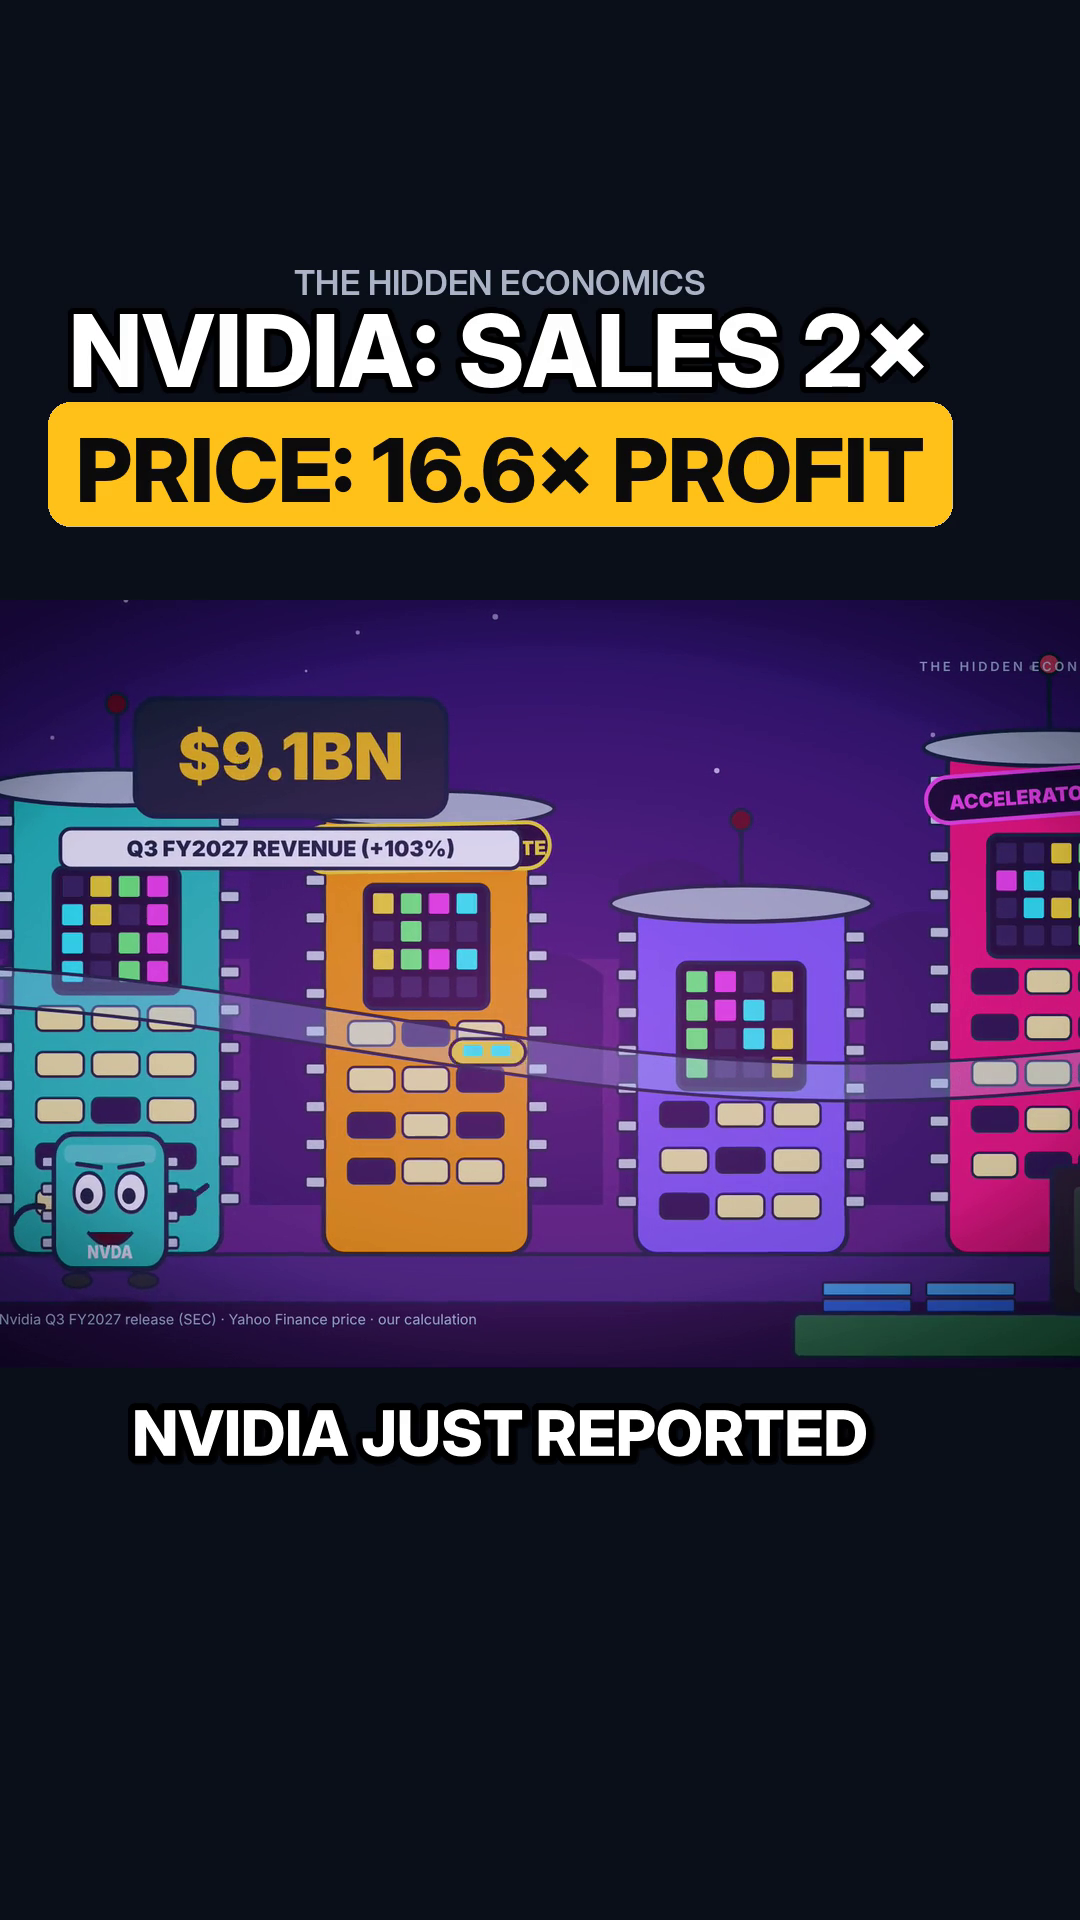 THE HIDDEN ECONOMICS
NVIDIA: SALES 2×
PRICE: 16.6× PROFIT
THE HIDDEN ECON
$9.1BN
ACCELERATO
Q3 FY2027 REVENUE (+103%)
TE
NVDA
Nvidia Q3 FY2027 release (SEC) · Yahoo Finance price · our calculation
NVIDIA JUST REPORTED